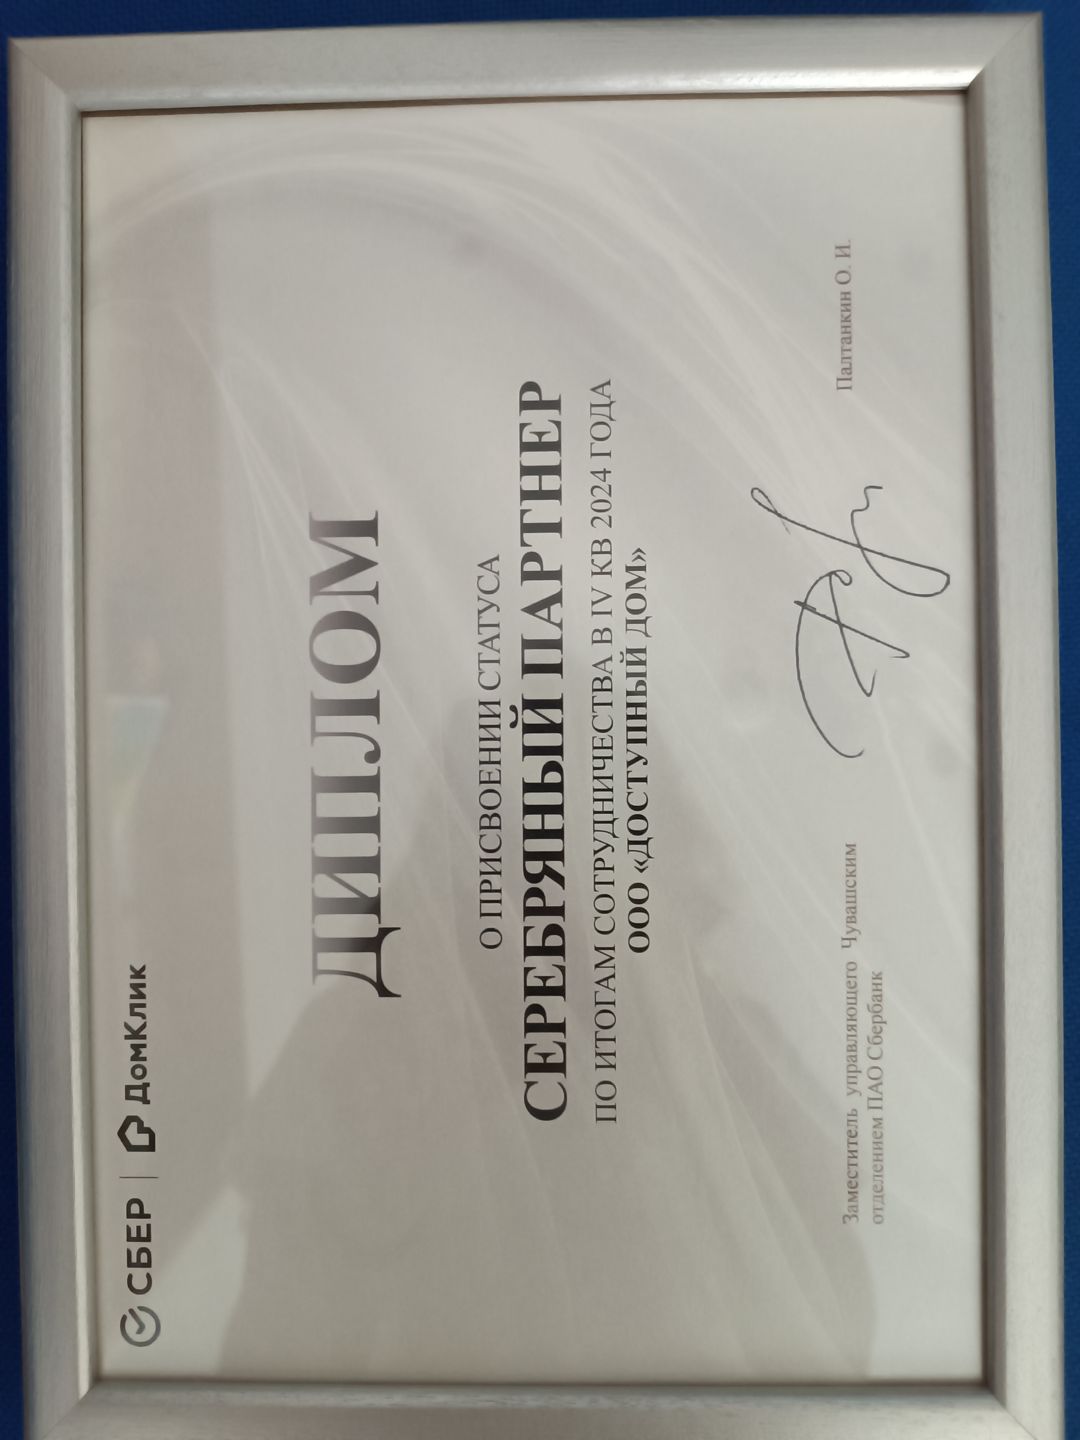 СБЕР | ДомКлик
ДИПЛОМ
О ПРИСВОЕНИИ СТАТУСА
СЕРЕБРЯНЫЙ ПАРТНЕР
ПО ИТОГАМ СОТРУДНИЧЕСТВА В IV КВ 2024 ГОДА
ООО «ДОСТУПНЫЙ ДОМ»
Заместитель управляющего Чувашским
отделением ПАО Сбербанк
Палтанкин О. И.